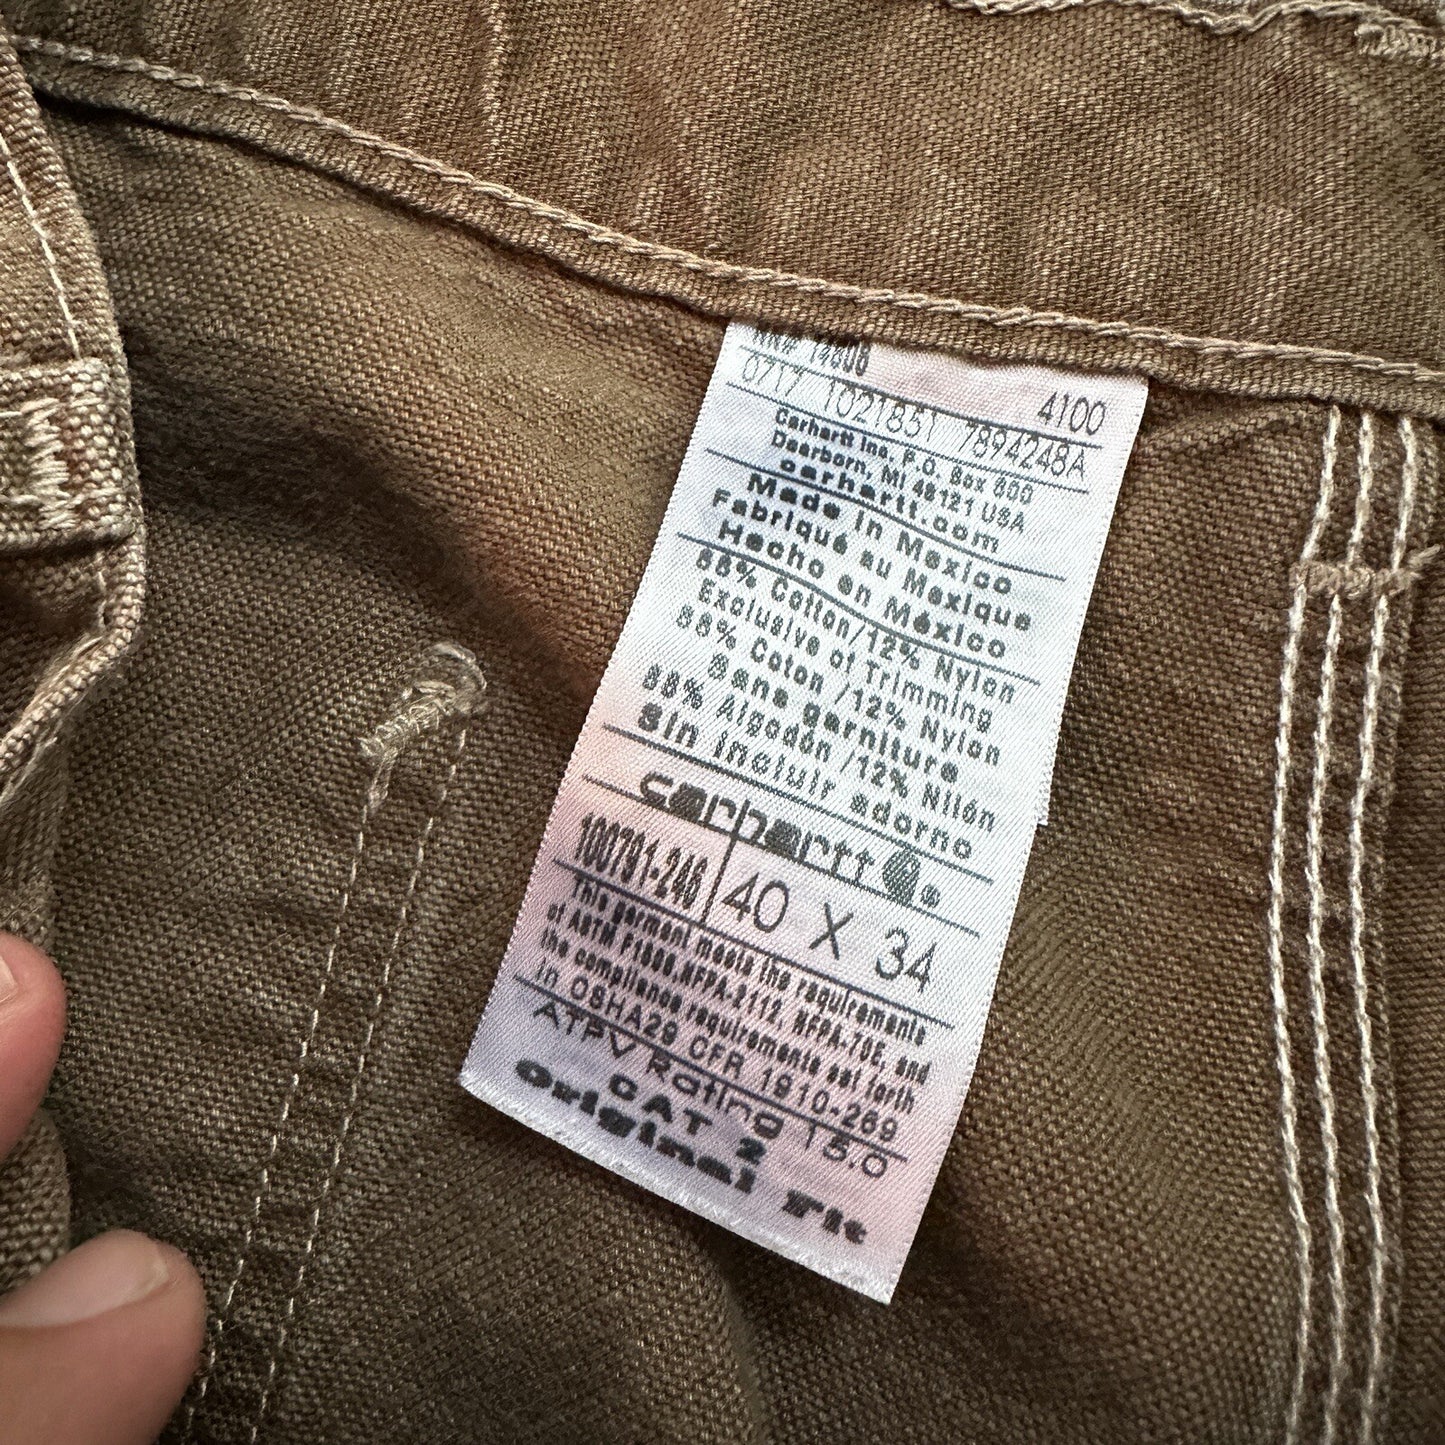 RN# 14806
4100
0717 1021851 7894248A
Carhartt Inc. P.O. Box 600
Dearborn, MI 48121 USA
carhartt.com
Made in Mexico
Fabriqué au Mexique
Hecho en México
88% Cotton/12% Nylon
Exclusive of Trimming
88% Coton /12% Nylon
Sans garniture
88% Algodón /12% Nilón
Sin incluir adorno
carhartt
100791-246 40 X 34
This garment meets the requirements
of ASTM F1506,NFPA-2112, NFPA-70E, and
the compliance requirements set forth
in OSHA29 CFR 1910-269
ATPV Rating 15.0
CAT 2
Original Fit